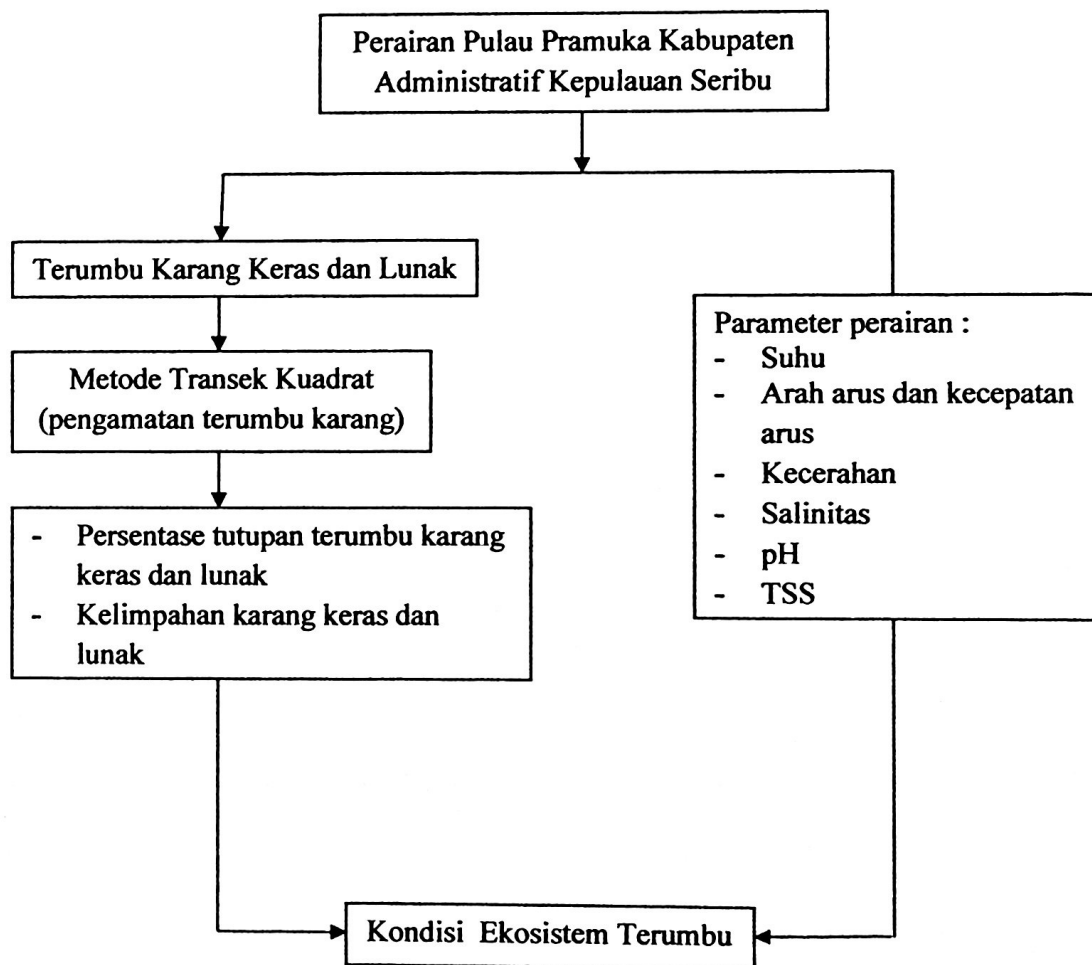 Perairan Pulau Pramuka Kabupaten
Administratif Kepulauan Seribu
Terumbu Karang Keras dan Lunak
Metode Transek Kuadrat
(pengamatan terumbu karang)
- Persentase tutupan terumbu karang
keras dan lunak
- Kelimpahan karang keras dan
lunak
Parameter perairan :
- Suhu
- Arah arus dan kecepatan
arus
- Kecerahan
- Salinitas
- pH
- TSS
Kondisi Ekosistem Terumbu